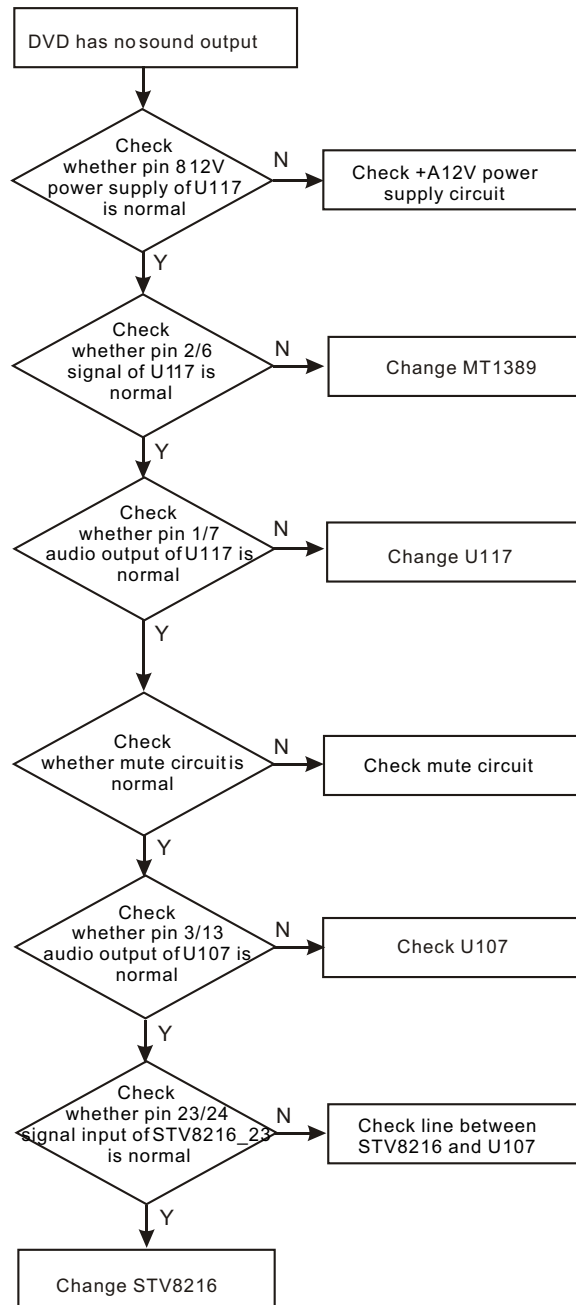 DVD has no sound output
Check
whether pin 8 12V
power supply of U117
is normal
N
Check +A12V power
supply circuit
Y
Check
whether pin 2/6
signal of U117 is
normal
N
Change MT1389
Y
Check
whether pin 1/7
audio output of U117 is
normal
N
Change U117
Y
Check
whether mute circuit is
normal
N
Check mute circuit
Y
Check
whether pin 3/13
audio output of U107 is
normal
N
Check U107
Y
Check
whether pin 23/24
signal input of STV8216_23
is normal
N
Check line between
STV8216 and U107
Y
Change STV8216